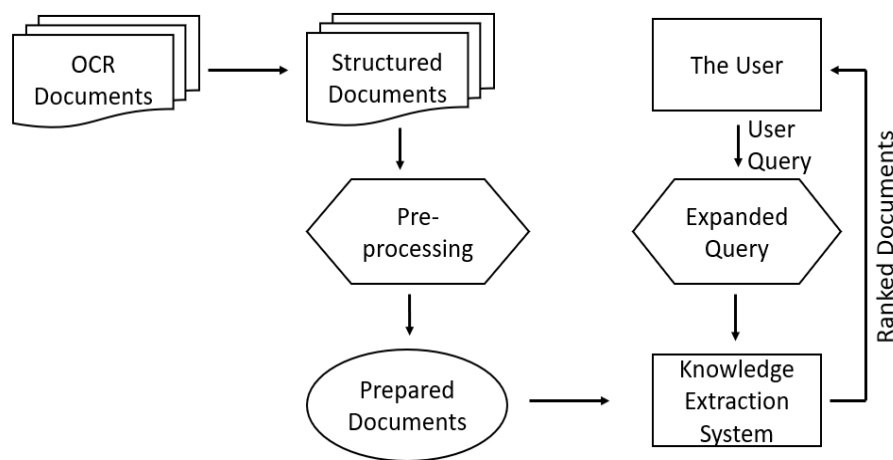 OCR
Documents
Structured
Documents
The User
User
Query
Pre-
processing
Expanded
Query
Ranked Documents
Prepared
Documents
Knowledge
Extraction
System